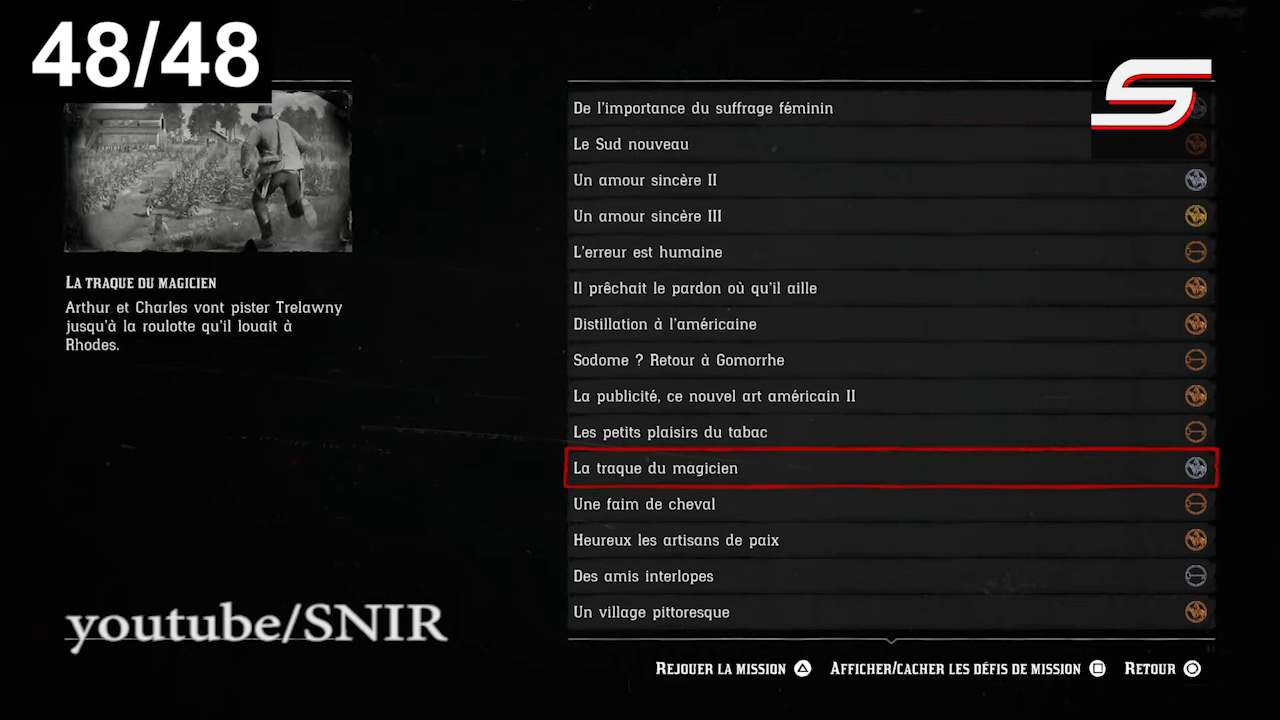 48/48
LA TRAQUE DU MAGICIEN
Arthur et Charles vont pister Trelawny
jusqu'à la roulotte qu'il louait à
Rhodes.
youtube/SNIR
S
De l'importance du suffrage féminin
Le Sud nouveau
Un amour sincère II
Un amour sincère III
L'erreur est humaine
Il prêchait le pardon où qu'il aille
Distillation à l'américaine
Sodome ? Retour à Gomorrhe
La publicité, ce nouvel art américain II
Les petits plaisirs du tabac
La traque du magicien
Une faim de cheval
Heureux les artisans de paix
Des amis interlopes
Un village pittoresque
REJOUER LA MISSION AFFICHER/CACHER LES DÉFIS DE MISSION RETOUR